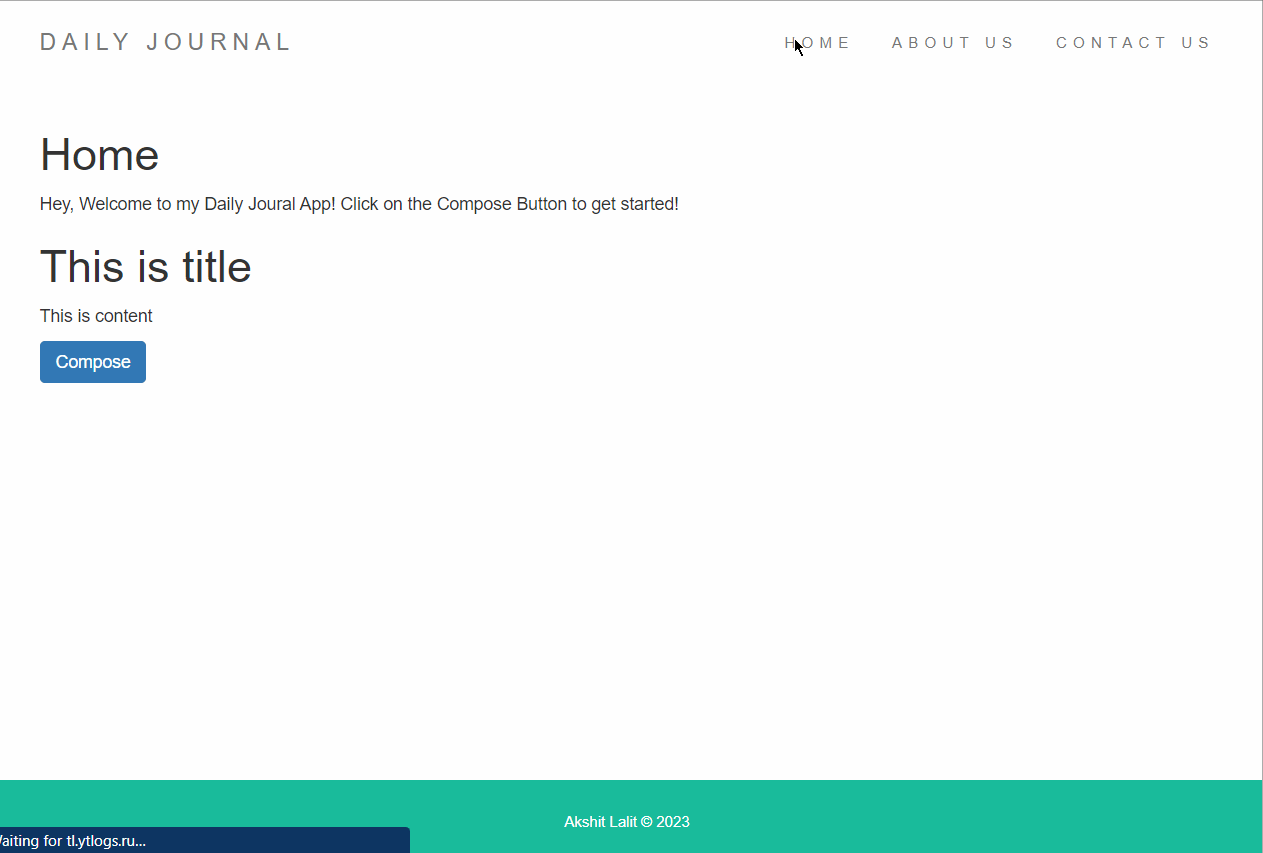 DAILY JOURNAL
HOME ABOUT US CONTACT US
Home
Hey, Welcome to my Daily Joural App! Click on the Compose Button to get started!
This is title
This is content
Compose
Akshit Lalit © 2023
aiting for tl.ytlogs.ru...